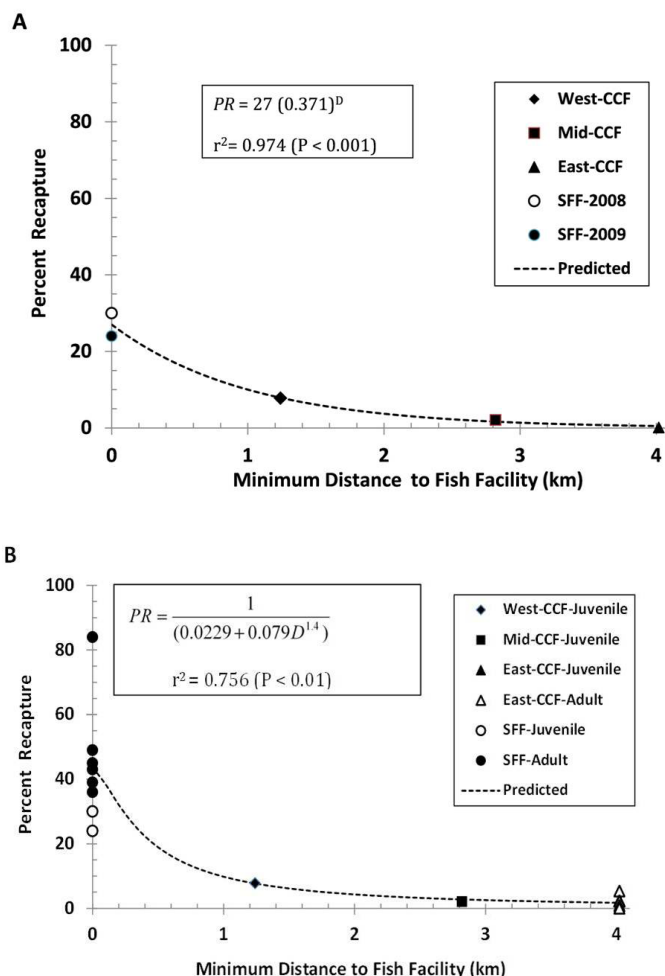 A
100
80
60
40
20
0
Percent Recapture
PR = 27 (0.371)ᴰ
r²= 0.974 (P < 0.001)
West-CCF
Mid-CCF
East-CCF
SFF-2008
SFF-2009
Predicted
0 1 2 3 4
Minimum Distance to Fish Facility (km)
B
100
80
60
40
20
0
Percent Recapture
PR = 1
(0.0229+0.079D¹·⁴)
r² = 0.756 (P < 0.01)
West-CCF-Juvenile
Mid-CCF-Juvenile
East-CCF-Juvenile
East-CCF-Adult
SFF-Juvenile
SFF-Adult
Predicted
0 1 2 3 4
Minimum Distance to Fish Facility (km)